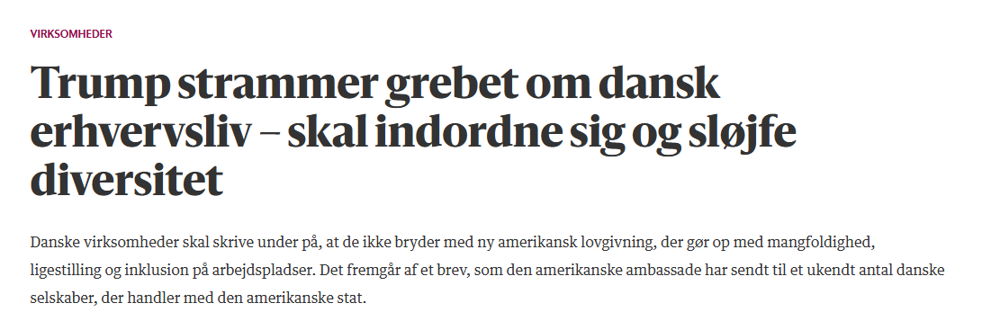 VIRKSOMHEDER
Trump strammer grebet om dansk
erhvervsliv – skal indordne sig og sløjfe
diversitet
Danske virksomheder skal skrive under på, at de ikke bryder med ny amerikansk lovgivning, der gør op med mangfoldighed,
ligestilling og inklusion på arbejdspladser. Det fremgår af et brev, som den amerikanske ambassade har sendt til et ukendt antal danske
selskaber, der handler med den amerikanske stat.